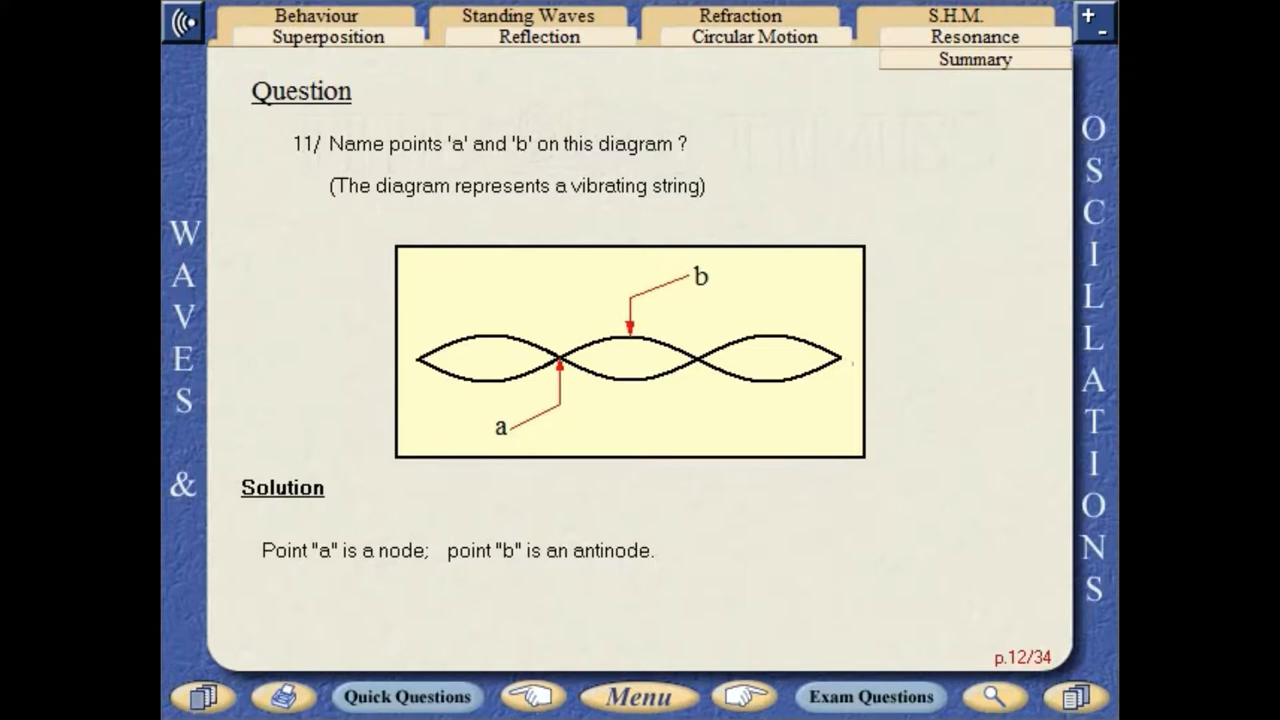 Behaviour
Standing Waves
Refraction
S.H.M.
+
-
Superposition
Reflection
Circular Motion
Resonance
Summary
Question
11/ Name points 'a' and 'b' on this diagram ?
(The diagram represents a vibrating string)
b
a
Solution
Point "a" is a node; point "b" is an antinode.
p.12/34
WAVES &
OSCILLATIONS
Quick Questions
Menu
Exam Questions